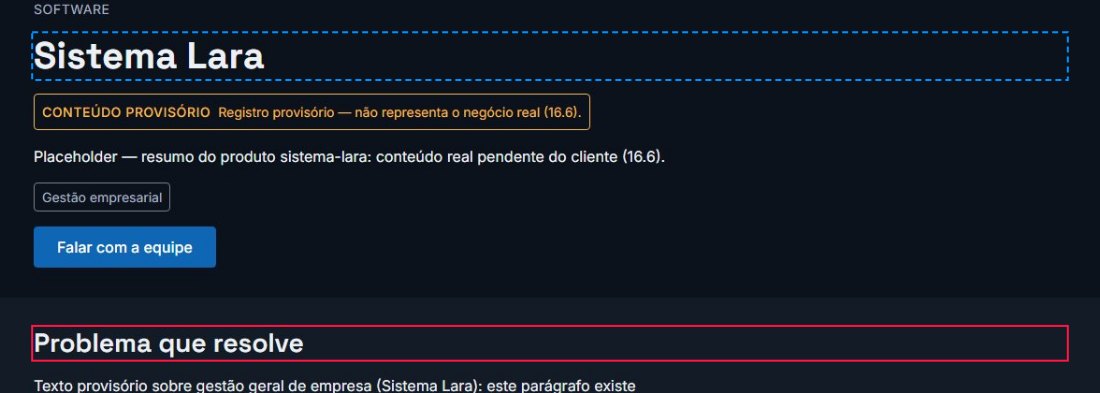 SOFTWARE
Sistema Lara
CONTEÚDO PROVISÓRIO Registro provisório — não representa o negócio real (16.6).
Placeholder — resumo do produto sistema-lara: conteúdo real pendente do cliente (16.6).
Gestão empresarial
Falar com a equipe
Problema que resolve
Texto provisório sobre gestão geral de empresa (Sistema Lara): este parágrafo existe